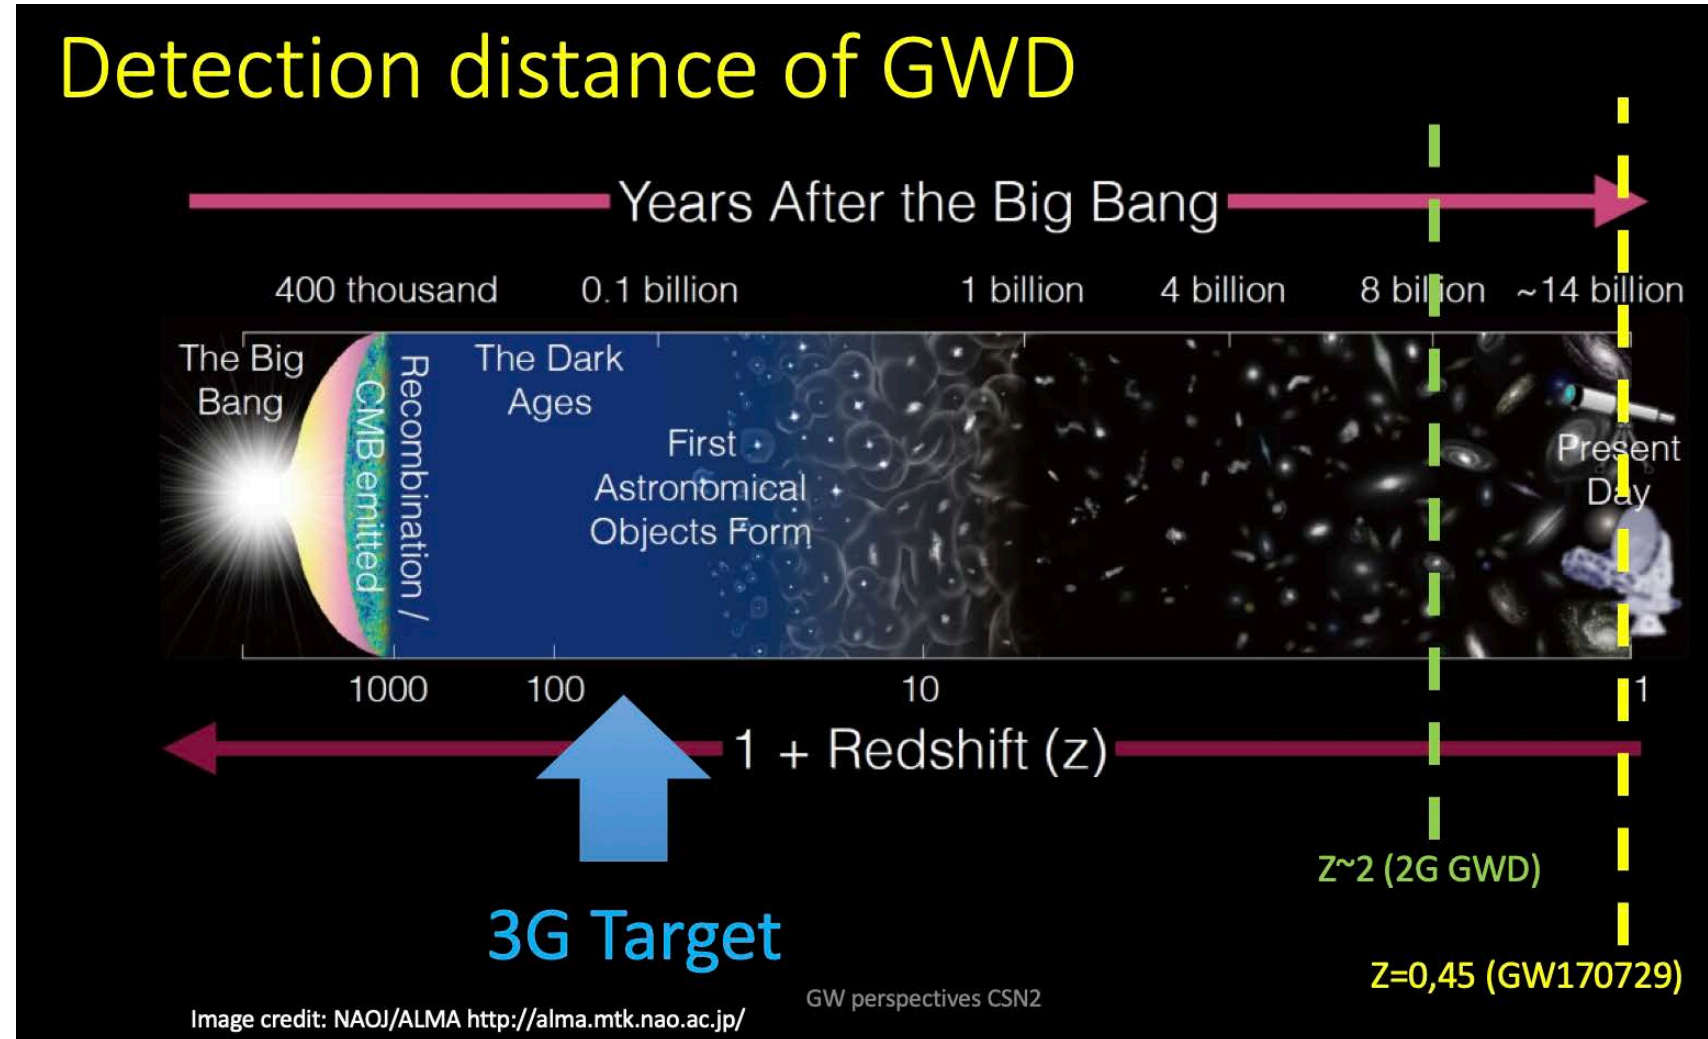 Detection distance of GWD
Years After the Big Bang
400 thousand 0.1 billion 1 billion 4 billion 8 billion ~14 billion
The Big
Bang
CMB emitted
Recombination /
The Dark
Ages
First
Astronomical
Objects Form
Present
Day
1000 100 10 1
1 + Redshift (z)
Z~2 (2G GWD)
3G Target
Z=0,45 (GW170729)
GW perspectives CSN2
Image credit: NAOJ/ALMA http://alma.mtk.nao.ac.jp/